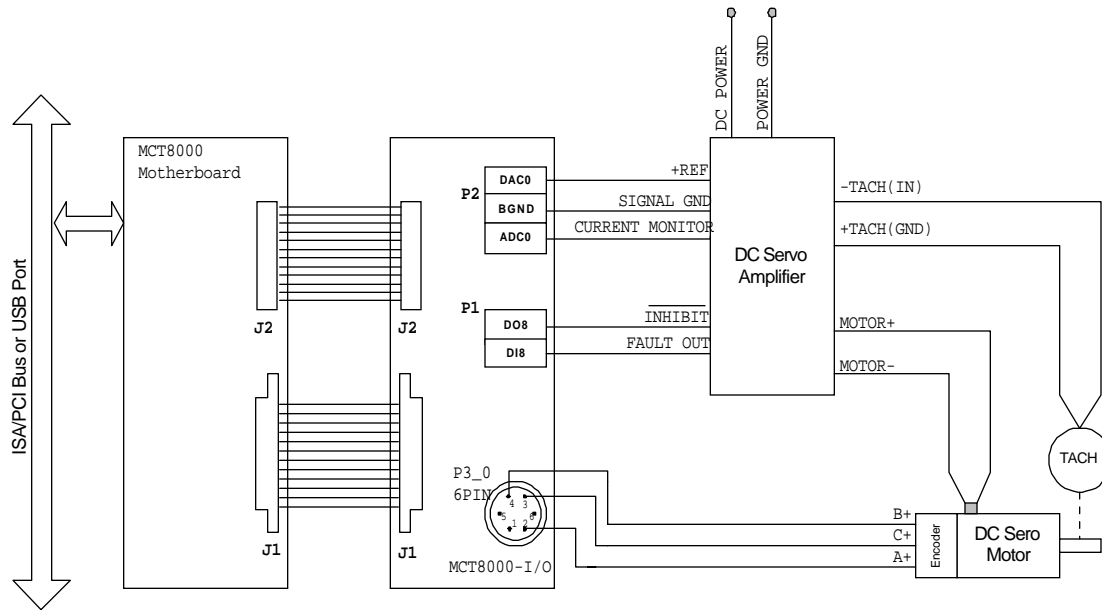 DC POWER
POWER GND
ISA/PCI Bus or USB Port
MCT8000
Motherboard
J2
J1
J2
J1
P2
DAC0
BGND
ADC0
P1
DO8
DI8
+REF
SIGNAL GND
CURRENT MONITOR
INHIBIT
FAULT OUT
DC Servo
Amplifier
-TACH(IN)
+TACH(GND)
MOTOR+
MOTOR-
TACH
P3_0
6PIN
4
3
5
6
1
2
MCT8000-I/O
B+
C+
A+
Encoder
DC Sero
Motor